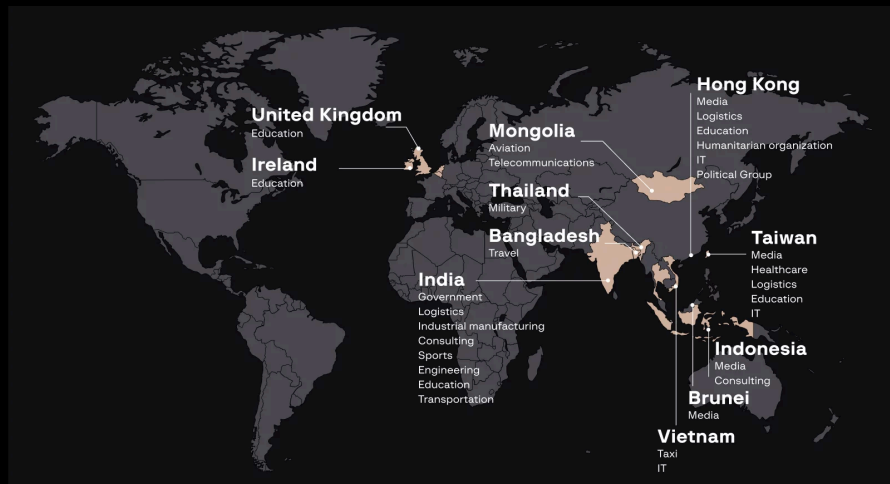 United Kingdom
Education
Ireland
Education
Mongolia
Aviation
Telecommunications
Thailand
Military
Bangladesh
Travel
India
Government
Logistics
Industrial manufacturing
Consulting
Sports
Engineering
Education
Transportation
Hong Kong
Media
Logistics
Education
Humanitarian organization
IT
Political Group
Taiwan
Media
Healthcare
Logistics
Education
IT
Indonesia
Media
Consulting
Brunei
Media
Vietnam
Taxi
IT